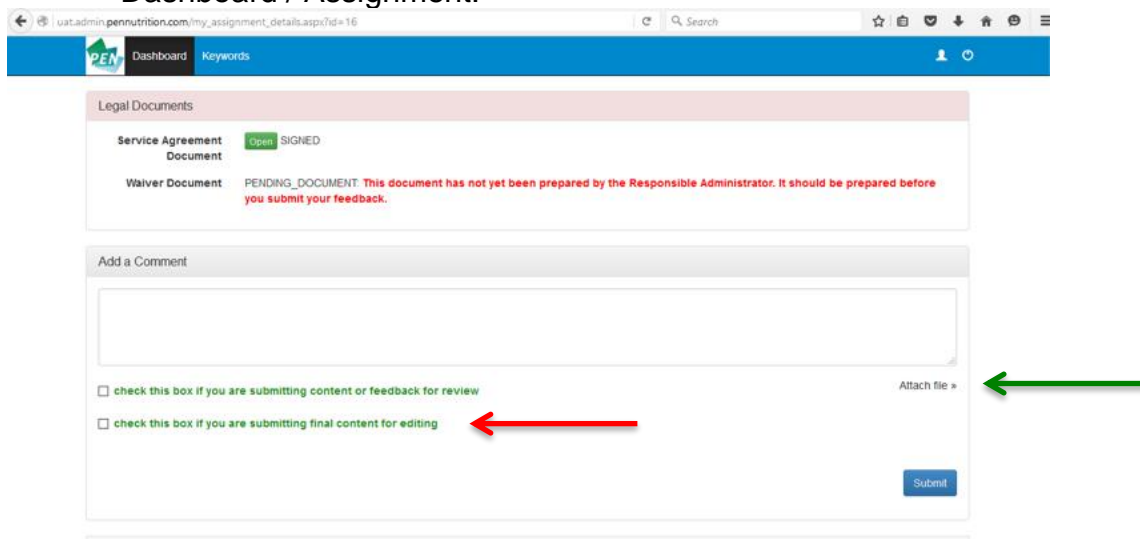 Dashboard / Assignment.
uat.admin.pennutrition.com/my_assignment_details.aspx?id=16 Search
PEN Dashboard Keywords
Legal Documents
Service Agreement Document Open SIGNED
Waiver Document PENDING_DOCUMENT: This document has not yet been prepared by the Responsible Administrator. It should be prepared before
you submit your feedback.
Add a Comment
check this box if you are submitting content or feedback for review Attach file »
check this box if you are submitting final content for editing
Submit